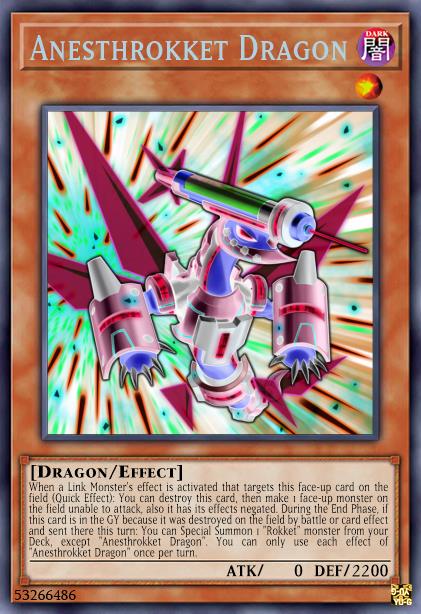 ANESTHROKKET DRAGON
DARK
闇
[DRAGON/EFFECT]
When a Link Monster's effect is activated that targets this face-up card on the
field (Quick Effect): You can destroy this card, then make 1 face-up monster on
the field unable to attack, also it has its effects negated. During the End Phase, if
this card is in the GY because it was destroyed on the field by battle or card effect
and sent there this turn: You can Special Summon 1 "Rokket" monster from your
Deck, except "Anesthrokket Dragon". You can only use each effect of
"Anesthrokket Dragon" once per turn.
ATK/ 0 DEF/2200
53266486